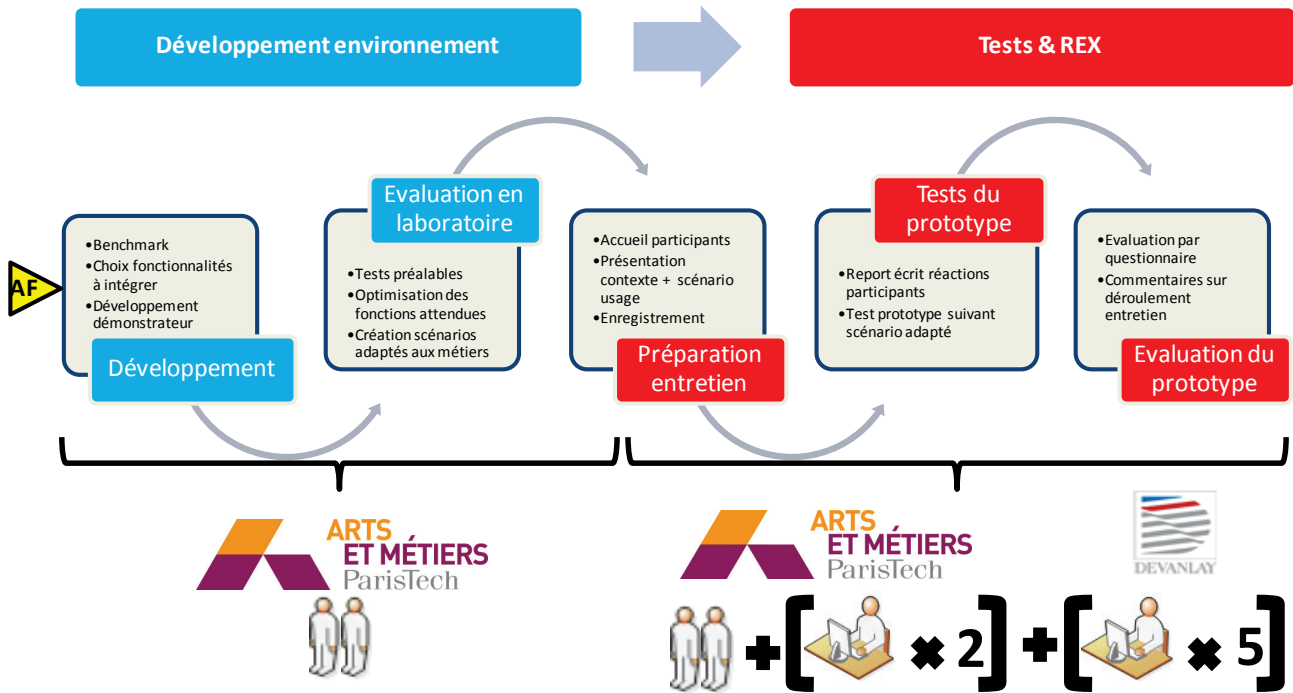 Développement environnement
Tests & REX
AF
•Benchmark
•Choix fonctionnalités
à intégrer
•Développement
démonstrateur
Développement
Evaluation en
laboratoire
•Tests préalables
•Optimisation des
fonctions attendues
•Création scénarios
adaptés aux métiers
•Accueil participants
•Présentation
contexte + scénario
usage
•Enregistrement
Préparation
entretien
Tests du
prototype
•Report écrit réactions
participants
•Test prototype suivant
scénario adapté
•Evaluation par
questionnaire
•Commentaires sur
déroulement
entretien
Evaluation du
prototype
ARTS
ET MÉTIERS
ParisTech
ARTS
ET MÉTIERS
ParisTech
DEVANLAY
+ [ × 2 ] + [ × 5 ]